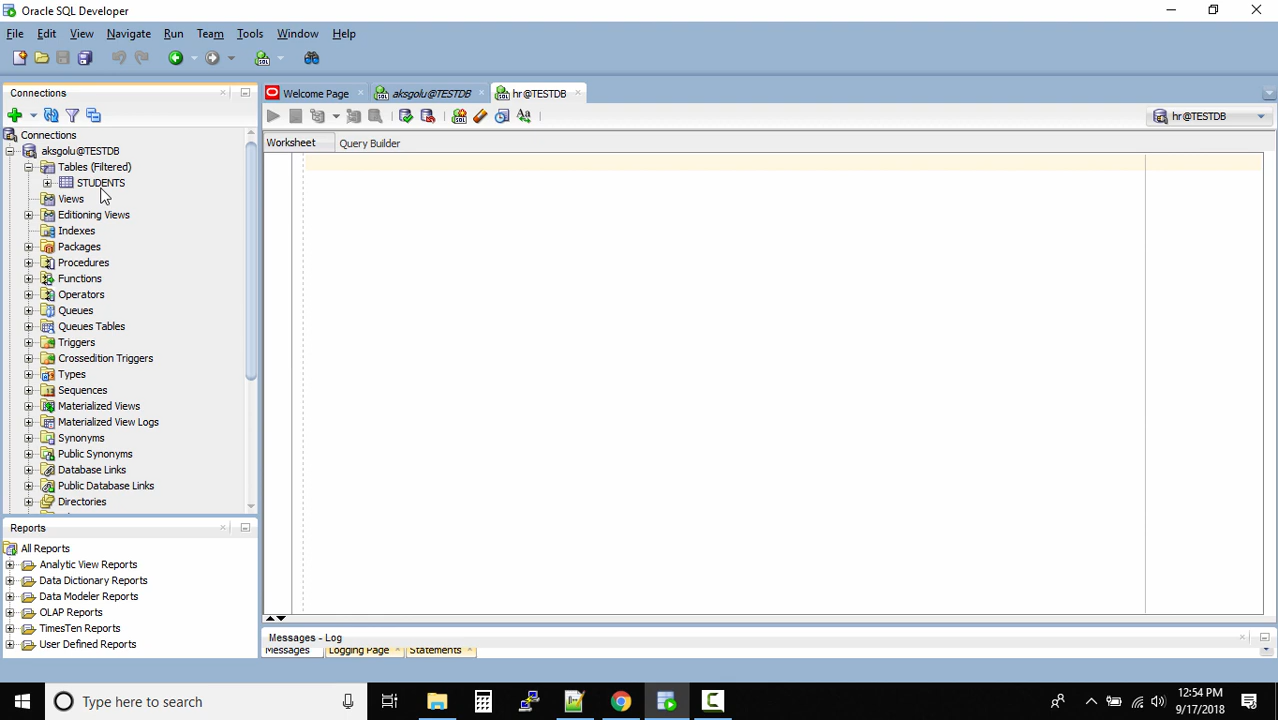 Oracle SQL Developer
File Edit View Navigate Run Team Tools Window Help
Connections
Welcome Page
aksgolu@TESTDB
hr@TESTDB
hr@TESTDB
Worksheet
Query Builder
Connections
aksgolu@TESTDB
Tables (Filtered)
STUDENTS
Views
Editioning Views
Indexes
Packages
Procedures
Functions
Operators
Queues
Queues Tables
Triggers
Crossedition Triggers
Types
Sequences
Materialized Views
Materialized View Logs
Synonyms
Public Synonyms
Database Links
Public Database Links
Directories
Reports
All Reports
Analytic View Reports
Data Dictionary Reports
Data Modeler Reports
OLAP Reports
TimesTen Reports
User Defined Reports
Messages - Log
Messages
Logging Page
Statements
Type here to search
12:54 PM
9/17/2018